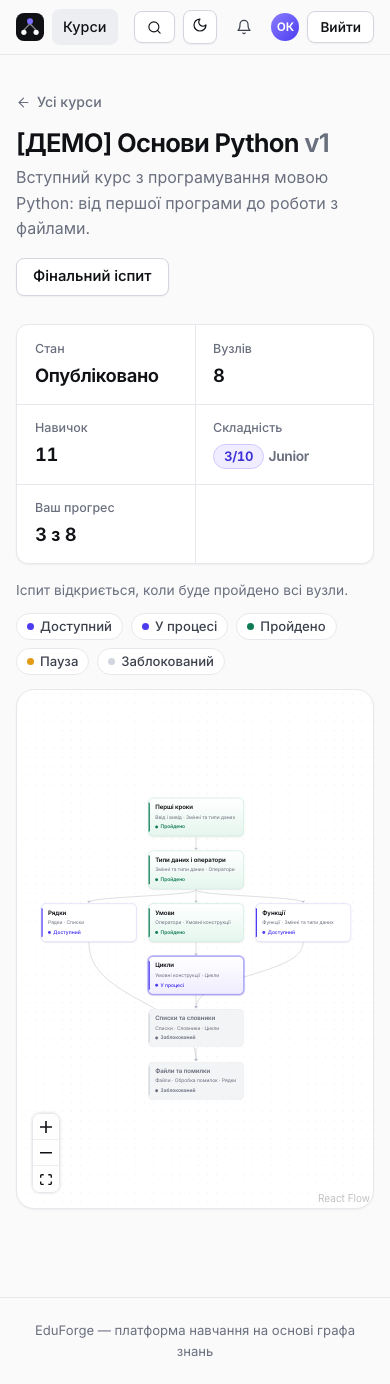 Курси
ОК
Вийти
Усі курси
[ДЕМО] Основи Python v1
Вступний курс з програмування мовою
Python: від першої програми до роботи з
файлами.
Фінальний іспит
Стан
Вузлів
Опубліковано
8
Навичок
Складність
11
3/10 Junior
Ваш прогрес
3 з 8
Іспит відкриється, коли буде пройдено всі вузли.
Доступний
У процесі
Пройдено
Пауза
Заблокований
Перші кроки
Ввід і вивід · Змінні та типи даних
Пройдено
Типи даних і оператори
Змінні та типи даних · Оператори
Пройдено
Рядки
Рядки · Списки
Доступний
Умови
Оператори · Умовні конструкції
Пройдено
Функції
Функції · Змінні та типи даних
Доступний
Цикли
Умовні конструкції · Цикли
У процесі
Списки та словники
Списки · Словники · Цикли
Заблокований
Файли та помилки
Файли · Обробка помилок · Рядки
Заблокований
React Flow
EduForge — платформа навчання на основі графа
знань